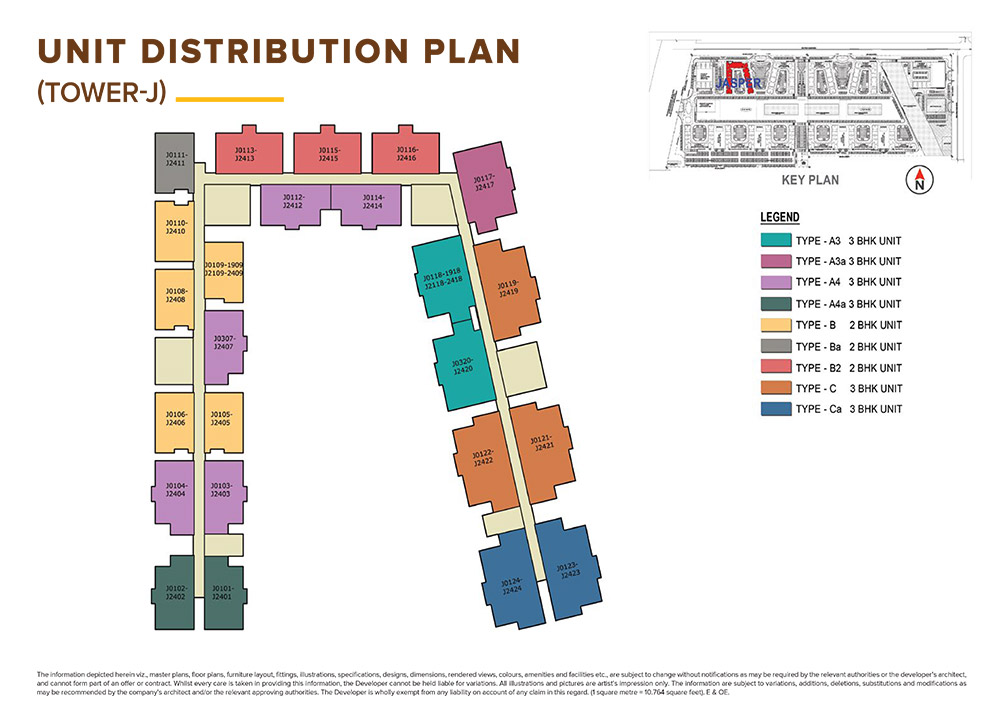 UNIT DISTRIBUTION PLAN
(TOWER-J)
JASPER
KEY PLAN
N
J0111-
J2411
J0113-
J2413
J0115-
J2415
J0116-
J2416
J0117-
J2417
J0112-
J2412
J0114-
J2414
J0110-
J2410
J0109-1909
J2109-2409
J0118-1918
J2118-2418
J0119-
J2419
J0108-
J2408
J0307-
J2407
J0320-
J2420
J0106-
J2406
J0105-
J2405
J0122-
J2422
J0121-
J2421
J0104-
J2404
J0103-
J2403
J0102-
J2402
J0101-
J2401
J0124-
J2424
J0123-
J2423
LEGEND
TYPE - A3 3 BHK UNIT
TYPE - A3a 3 BHK UNIT
TYPE - A4 3 BHK UNIT
TYPE - A4a 3 BHK UNIT
TYPE - B 2 BHK UNIT
TYPE - Ba 2 BHK UNIT
TYPE - B2 2 BHK UNIT
TYPE - C 3 BHK UNIT
TYPE - Ca 3 BHK UNIT
The information depicted herein viz., master plans, floor plans, furniture layout, fittings, illustrations, specifications, designs, dimensions, rendered views, colours, amenities and facilities etc., are subject to change without notifications as may be required by the relevant authorities or the developer's architect,
and cannot form part of an offer or contract. Whilst every care is taken in providing this information, the Developer cannot be held liable for variations. All illustrations and pictures are artist's impression only. The information are subject to variations, additions, deletions, substitutions and modifications as
may be recommended by the company's architect and/or the relevant approving authorities. The Developer is wholly exempt from any liability on account of any claim in this regard. (1 square metre = 10.764 square feet). E & OE.